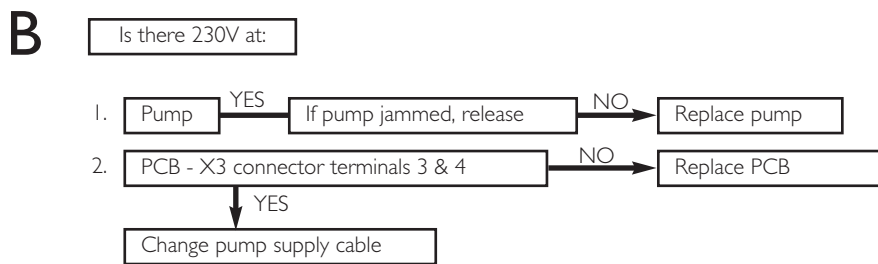 B Is there 230V at:
1. Pump YES If pump jammed, release NO Replace pump
2. PCB - X3 connector terminals 3 & 4 NO Replace PCB
YES
Change pump supply cable